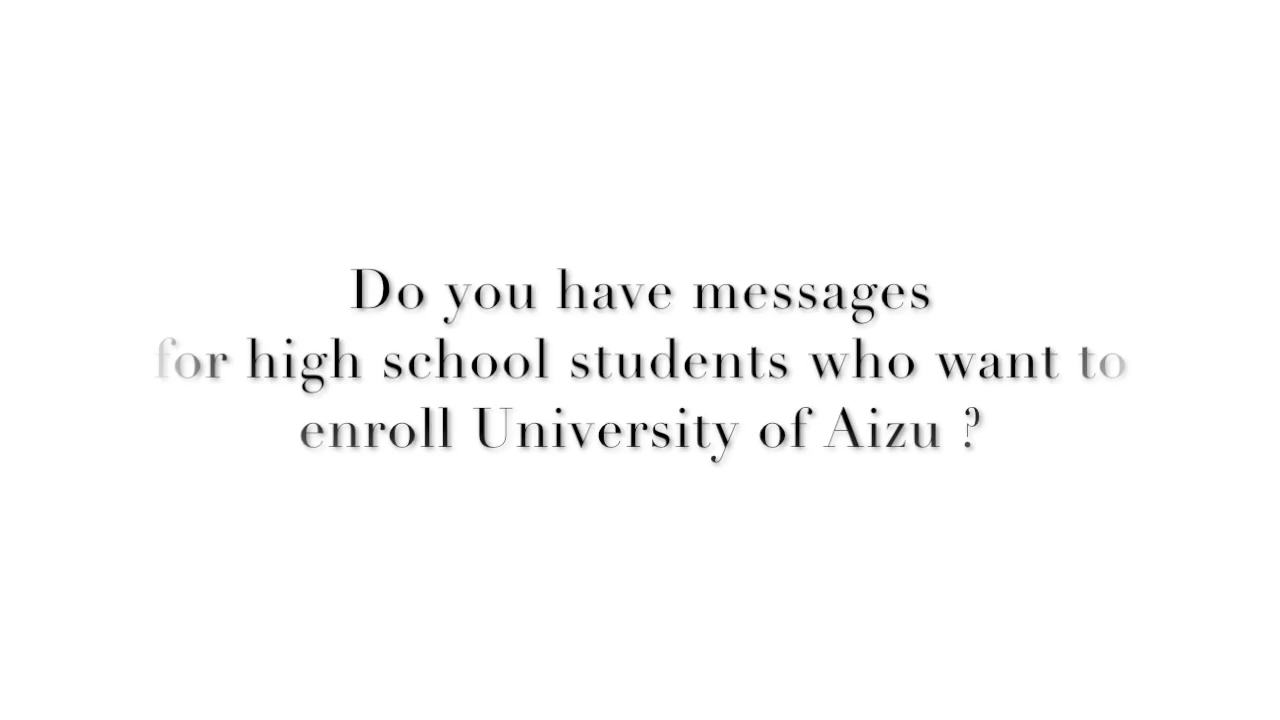 Do you have messages
for high school students who want to
enroll University of Aizu ?